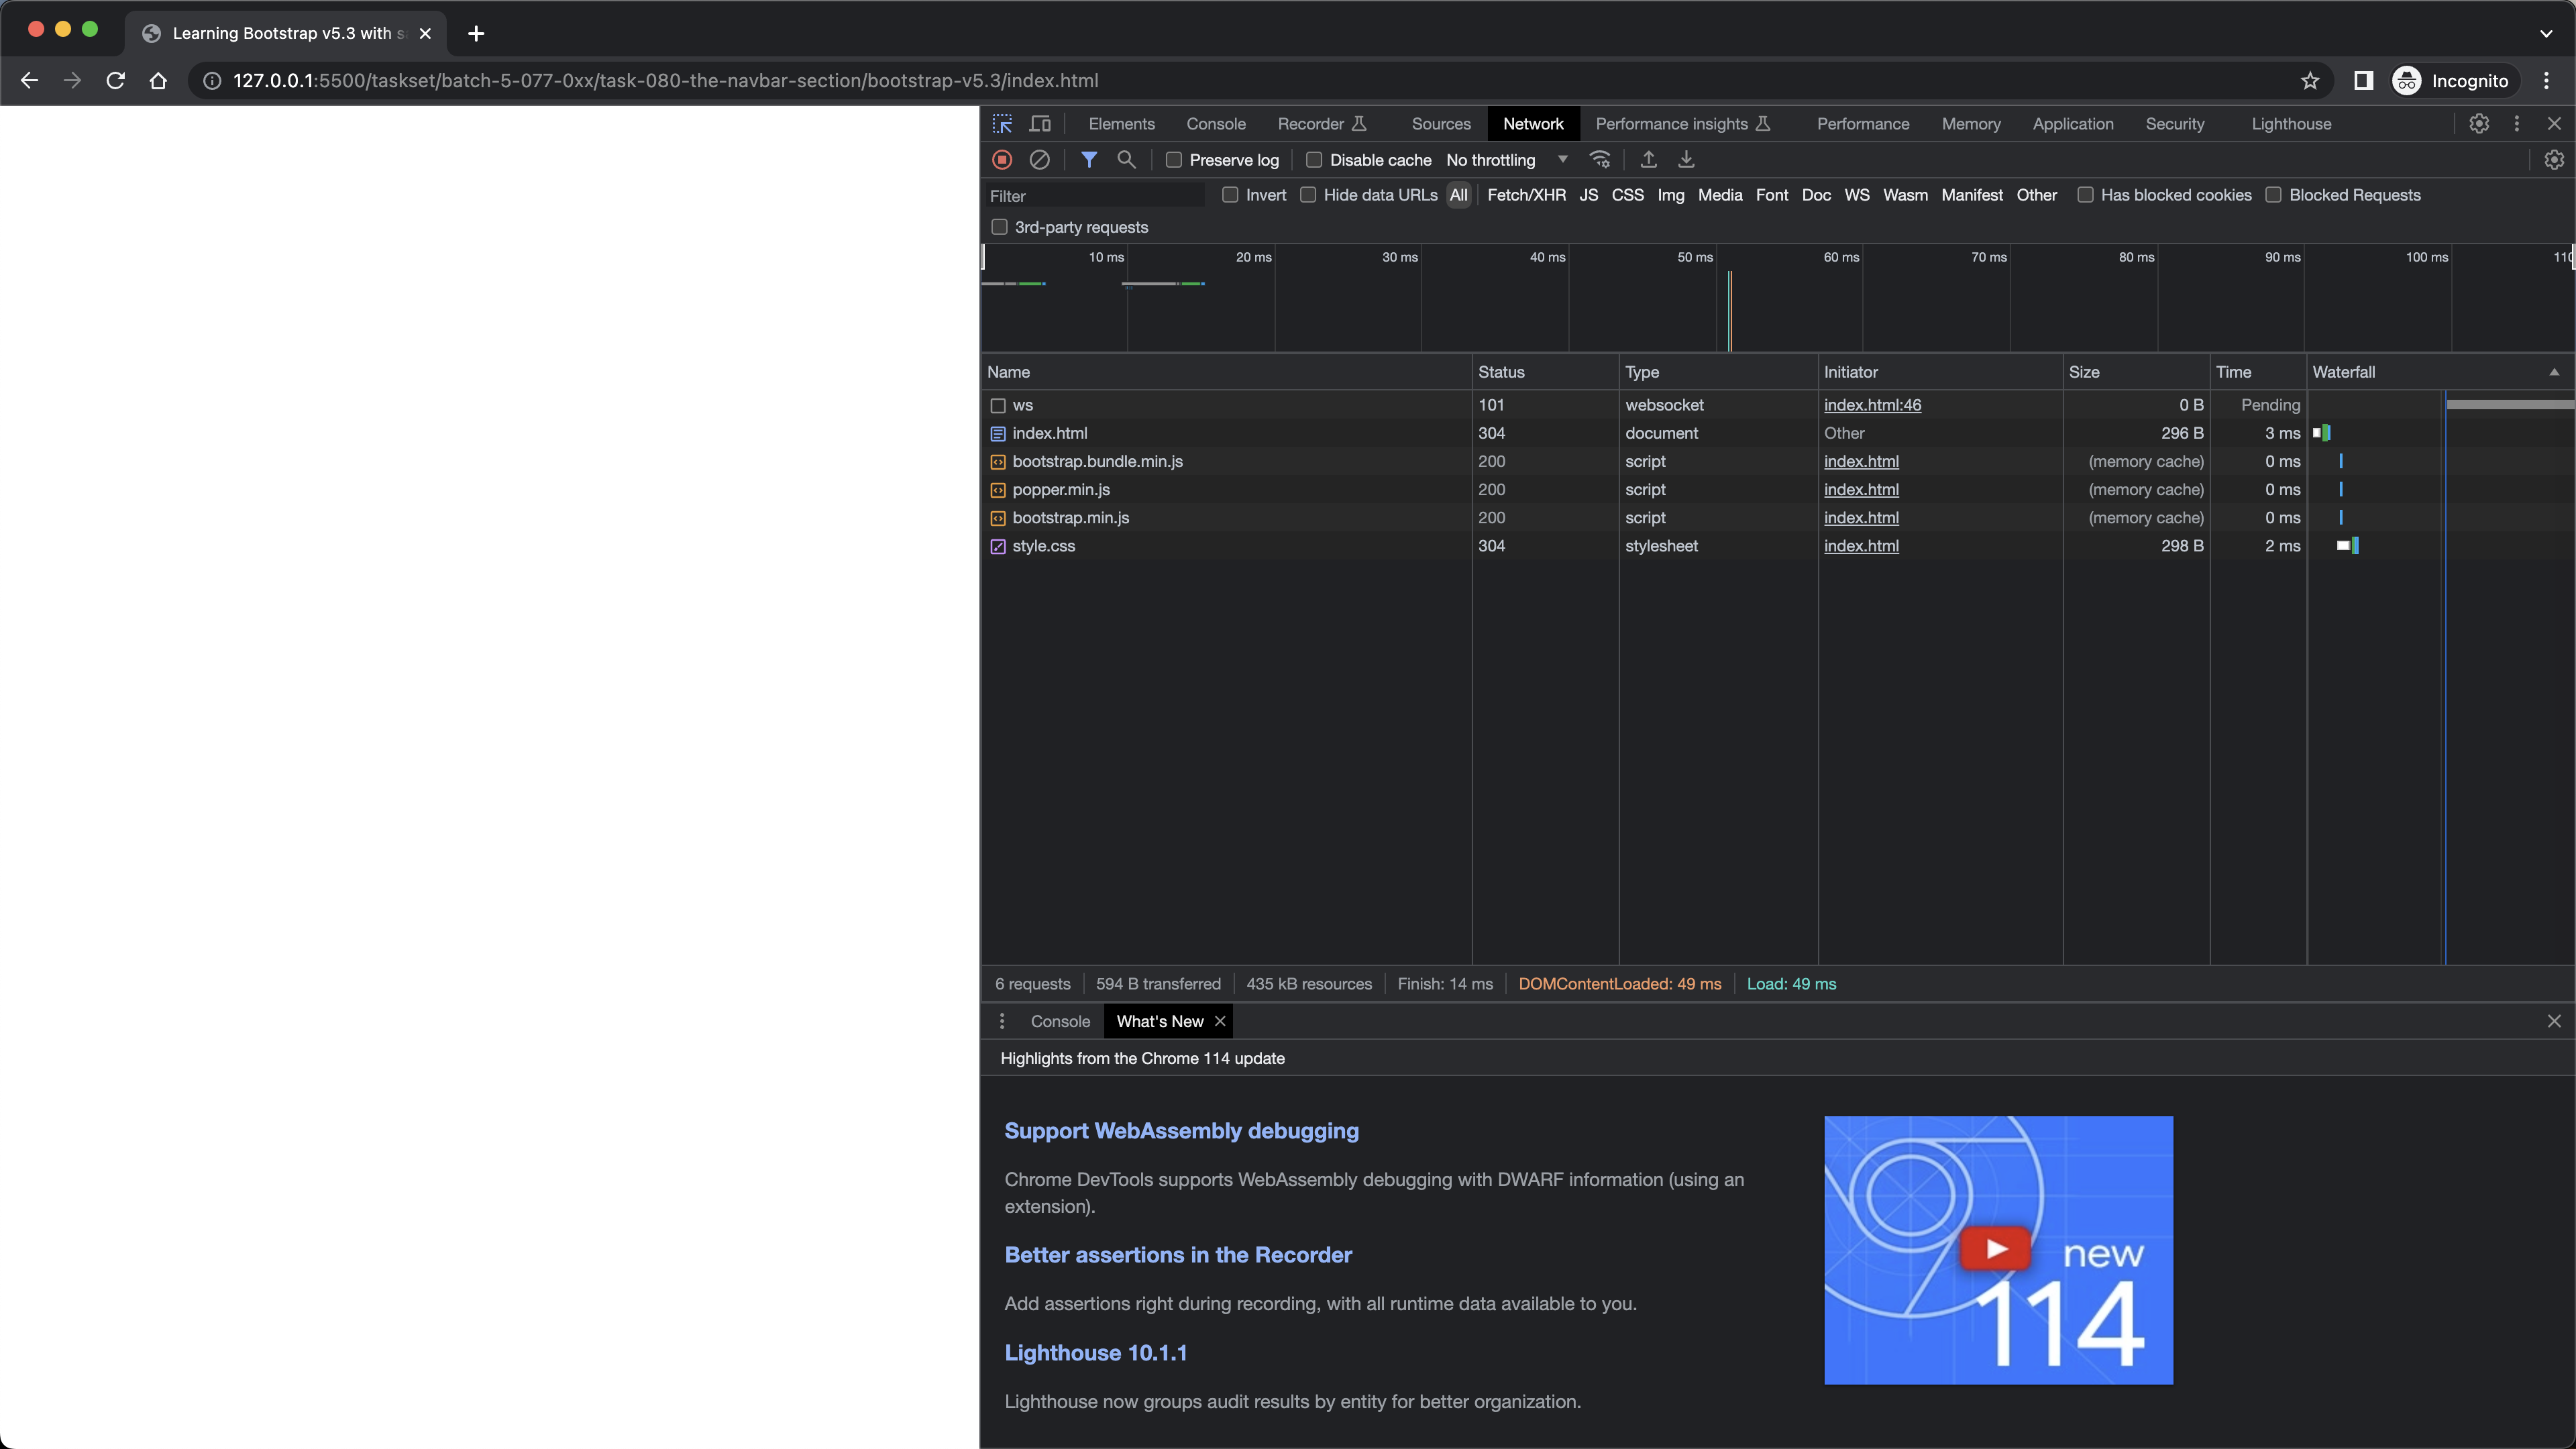 Learning Bootstrap v5.3 with s
127.0.0.1:5500/taskset/batch-5-077-0xx/task-080-the-navbar-section/bootstrap-v5.3/index.html
Incognito
Elements Console Recorder Sources Network Performance insights Performance Memory Application Security Lighthouse
Preserve log Disable cache No throttling
Filter Invert Hide data URLs All Fetch/XHR JS CSS Img Media Font Doc WS Wasm Manifest Other Has blocked cookies Blocked Requests
3rd-party requests
10 ms 20 ms 30 ms 40 ms 50 ms 60 ms 70 ms 80 ms 90 ms 100 ms 110
Name Status Type Initiator Size Time Waterfall
ws 101 websocket index.html:46 0 B Pending
index.html 304 document Other 296 B 3 ms
bootstrap.bundle.min.js 200 script index.html (memory cache) 0 ms
popper.min.js 200 script index.html (memory cache) 0 ms
bootstrap.min.js 200 script index.html (memory cache) 0 ms
style.css 304 stylesheet index.html 298 B 2 ms
6 requests 594 B transferred 435 kB resources Finish: 14 ms DOMContentLoaded: 49 ms Load: 49 ms
Console What's New
Highlights from the Chrome 114 update
Support WebAssembly debugging
Chrome DevTools supports WebAssembly debugging with DWARF information (using an
extension).
Better assertions in the Recorder
Add assertions right during recording, with all runtime data available to you.
Lighthouse 10.1.1
Lighthouse now groups audit results by entity for better organization.
new
114